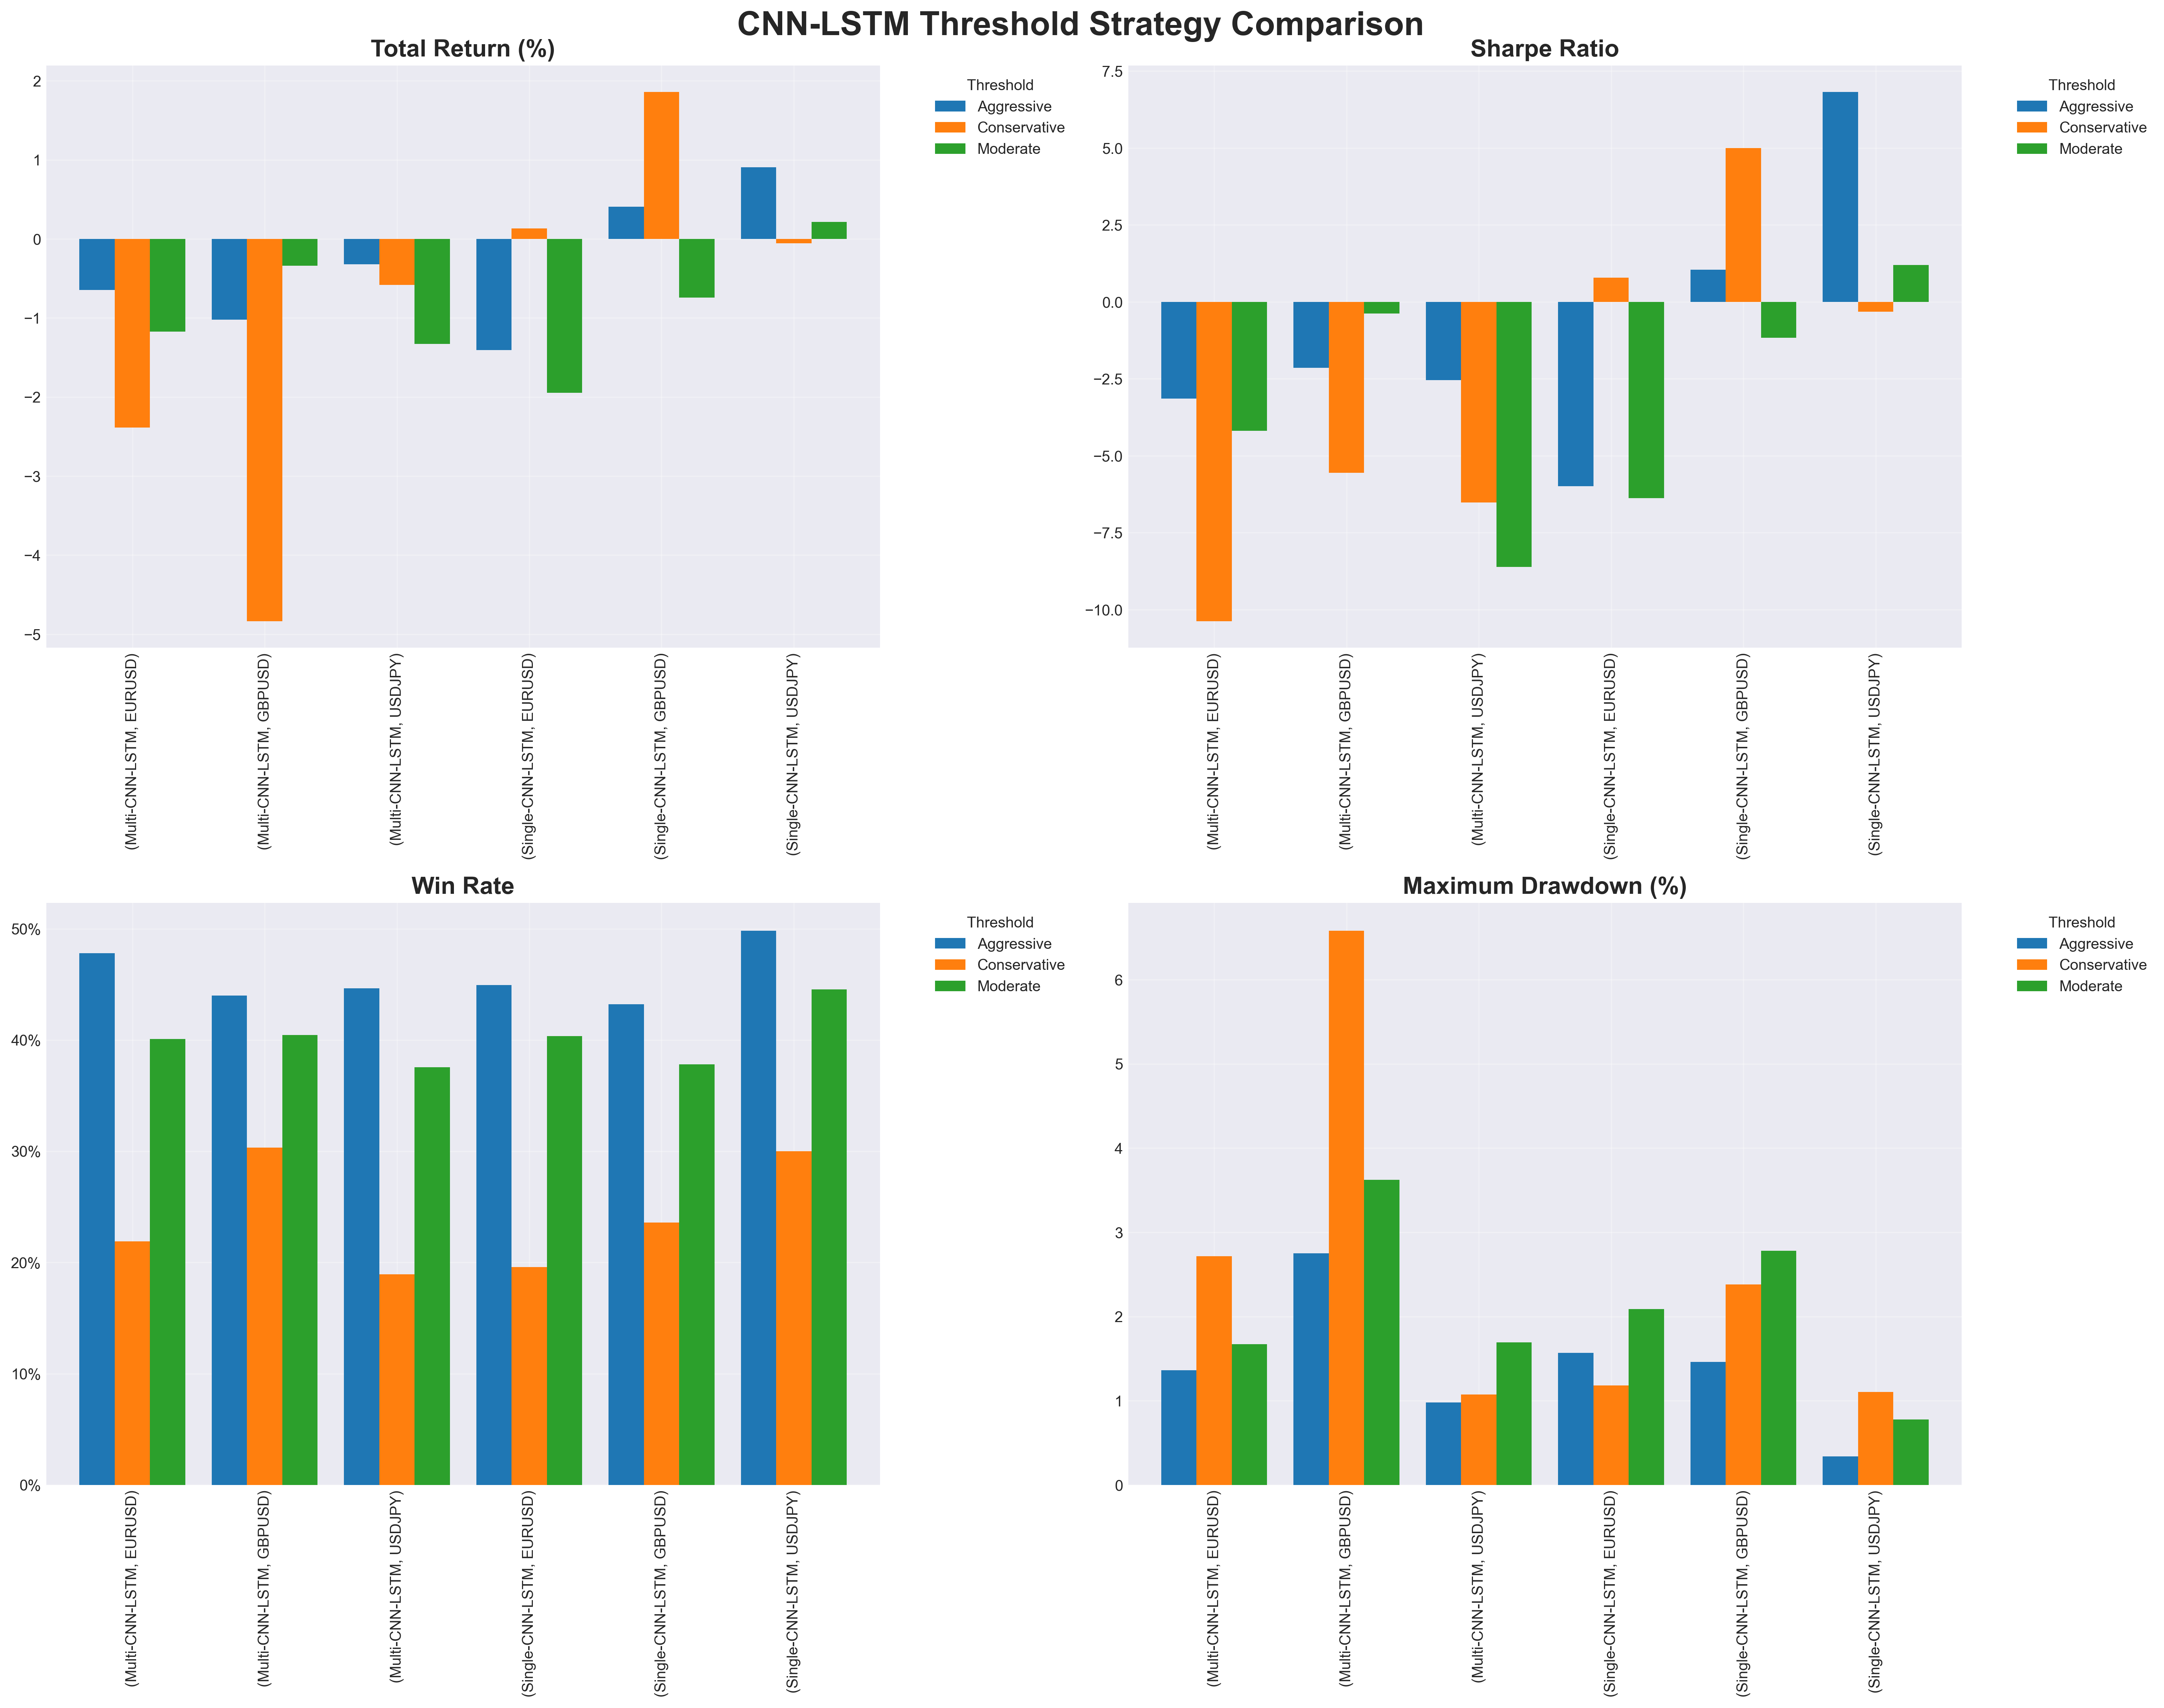 CNN-LSTM Threshold Strategy Comparison
Total Return (%)
2
1
0
−1
−2
−3
−4
−5
(Multi-CNN-LSTM, EURUSD)
(Multi-CNN-LSTM, GBPUSD)
(Multi-CNN-LSTM, USDJPY)
(Single-CNN-LSTM, EURUSD)
(Single-CNN-LSTM, GBPUSD)
(Single-CNN-LSTM, USDJPY)
Threshold
Aggressive
Conservative
Moderate
Sharpe Ratio
7.5
5.0
2.5
0.0
−2.5
−5.0
−7.5
−10.0
(Multi-CNN-LSTM, EURUSD)
(Multi-CNN-LSTM, GBPUSD)
(Multi-CNN-LSTM, USDJPY)
(Single-CNN-LSTM, EURUSD)
(Single-CNN-LSTM, GBPUSD)
(Single-CNN-LSTM, USDJPY)
Threshold
Aggressive
Conservative
Moderate
Win Rate
50%
40%
30%
20%
10%
0%
(Multi-CNN-LSTM, EURUSD)
(Multi-CNN-LSTM, GBPUSD)
(Multi-CNN-LSTM, USDJPY)
(Single-CNN-LSTM, EURUSD)
(Single-CNN-LSTM, GBPUSD)
(Single-CNN-LSTM, USDJPY)
Threshold
Aggressive
Conservative
Moderate
Maximum Drawdown (%)
6
5
4
3
2
1
0
(Multi-CNN-LSTM, EURUSD)
(Multi-CNN-LSTM, GBPUSD)
(Multi-CNN-LSTM, USDJPY)
(Single-CNN-LSTM, EURUSD)
(Single-CNN-LSTM, GBPUSD)
(Single-CNN-LSTM, USDJPY)
Threshold
Aggressive
Conservative
Moderate